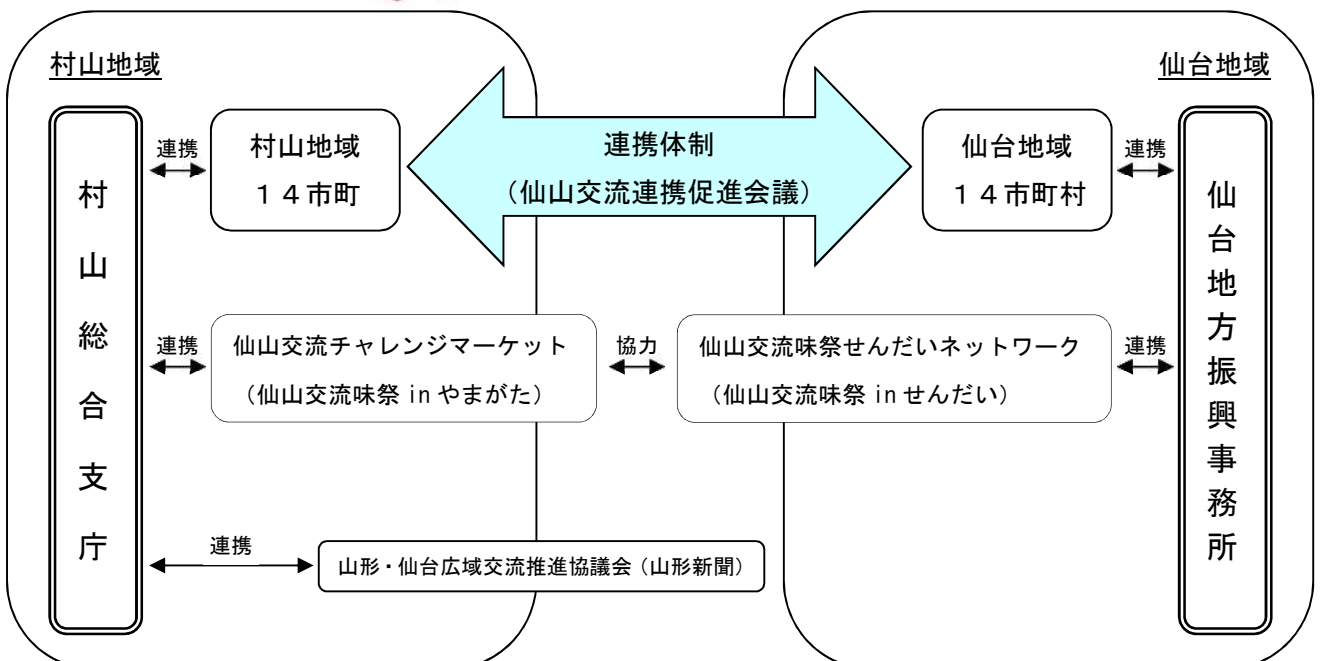 村山地域
仙台地域
村山総合支庁
連携
村山地域
14市町
連携体制
（仙山交流連携促進会議）
仙台地域
14市町村
連携
仙台地方振興事務所
連携
仙山交流チャレンジマーケット
（仙山交流味祭 in やまがた）
協力
仙山交流味祭せんだいネットワーク
（仙山交流味祭 in せんだい）
連携
連携
山形・仙台広域交流推進協議会（山形新聞）